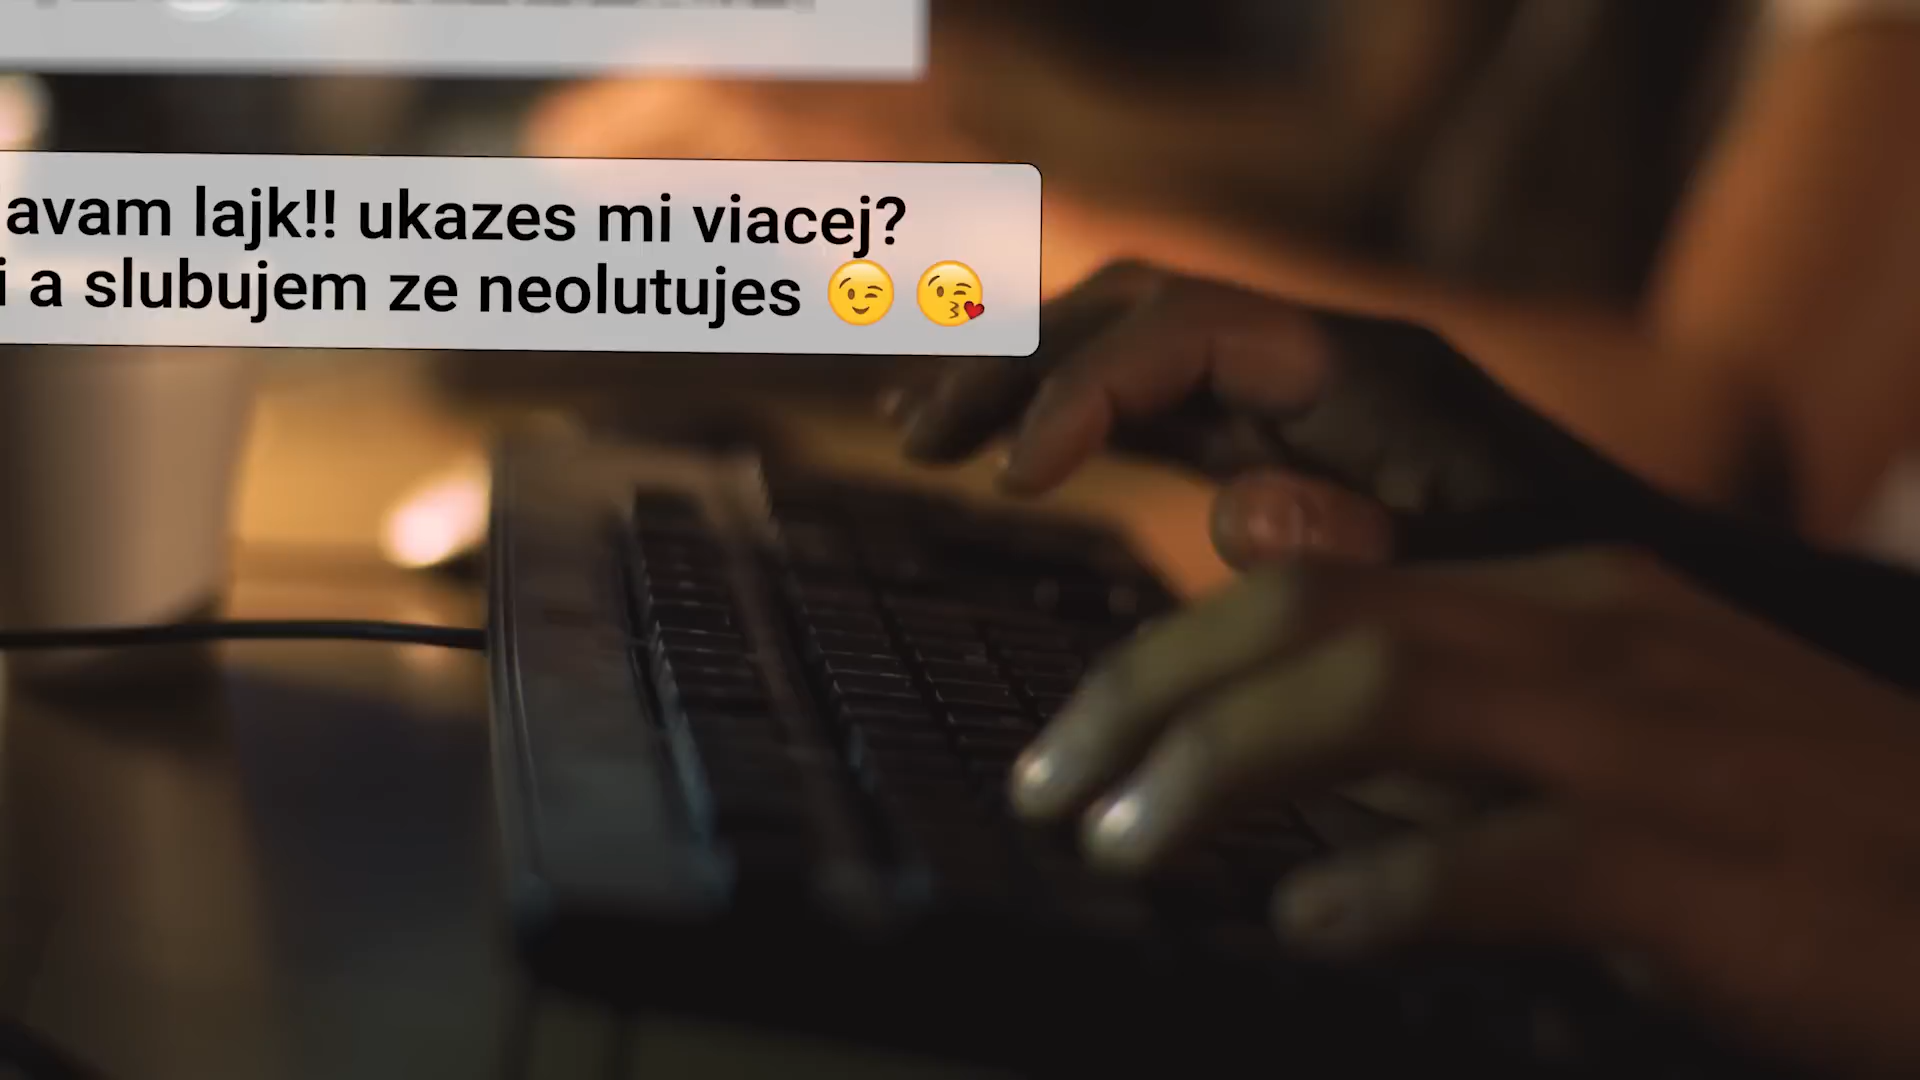 avam lajk!! ukazes mi viacej?
i a slubujem ze neolutujes 😉 😘